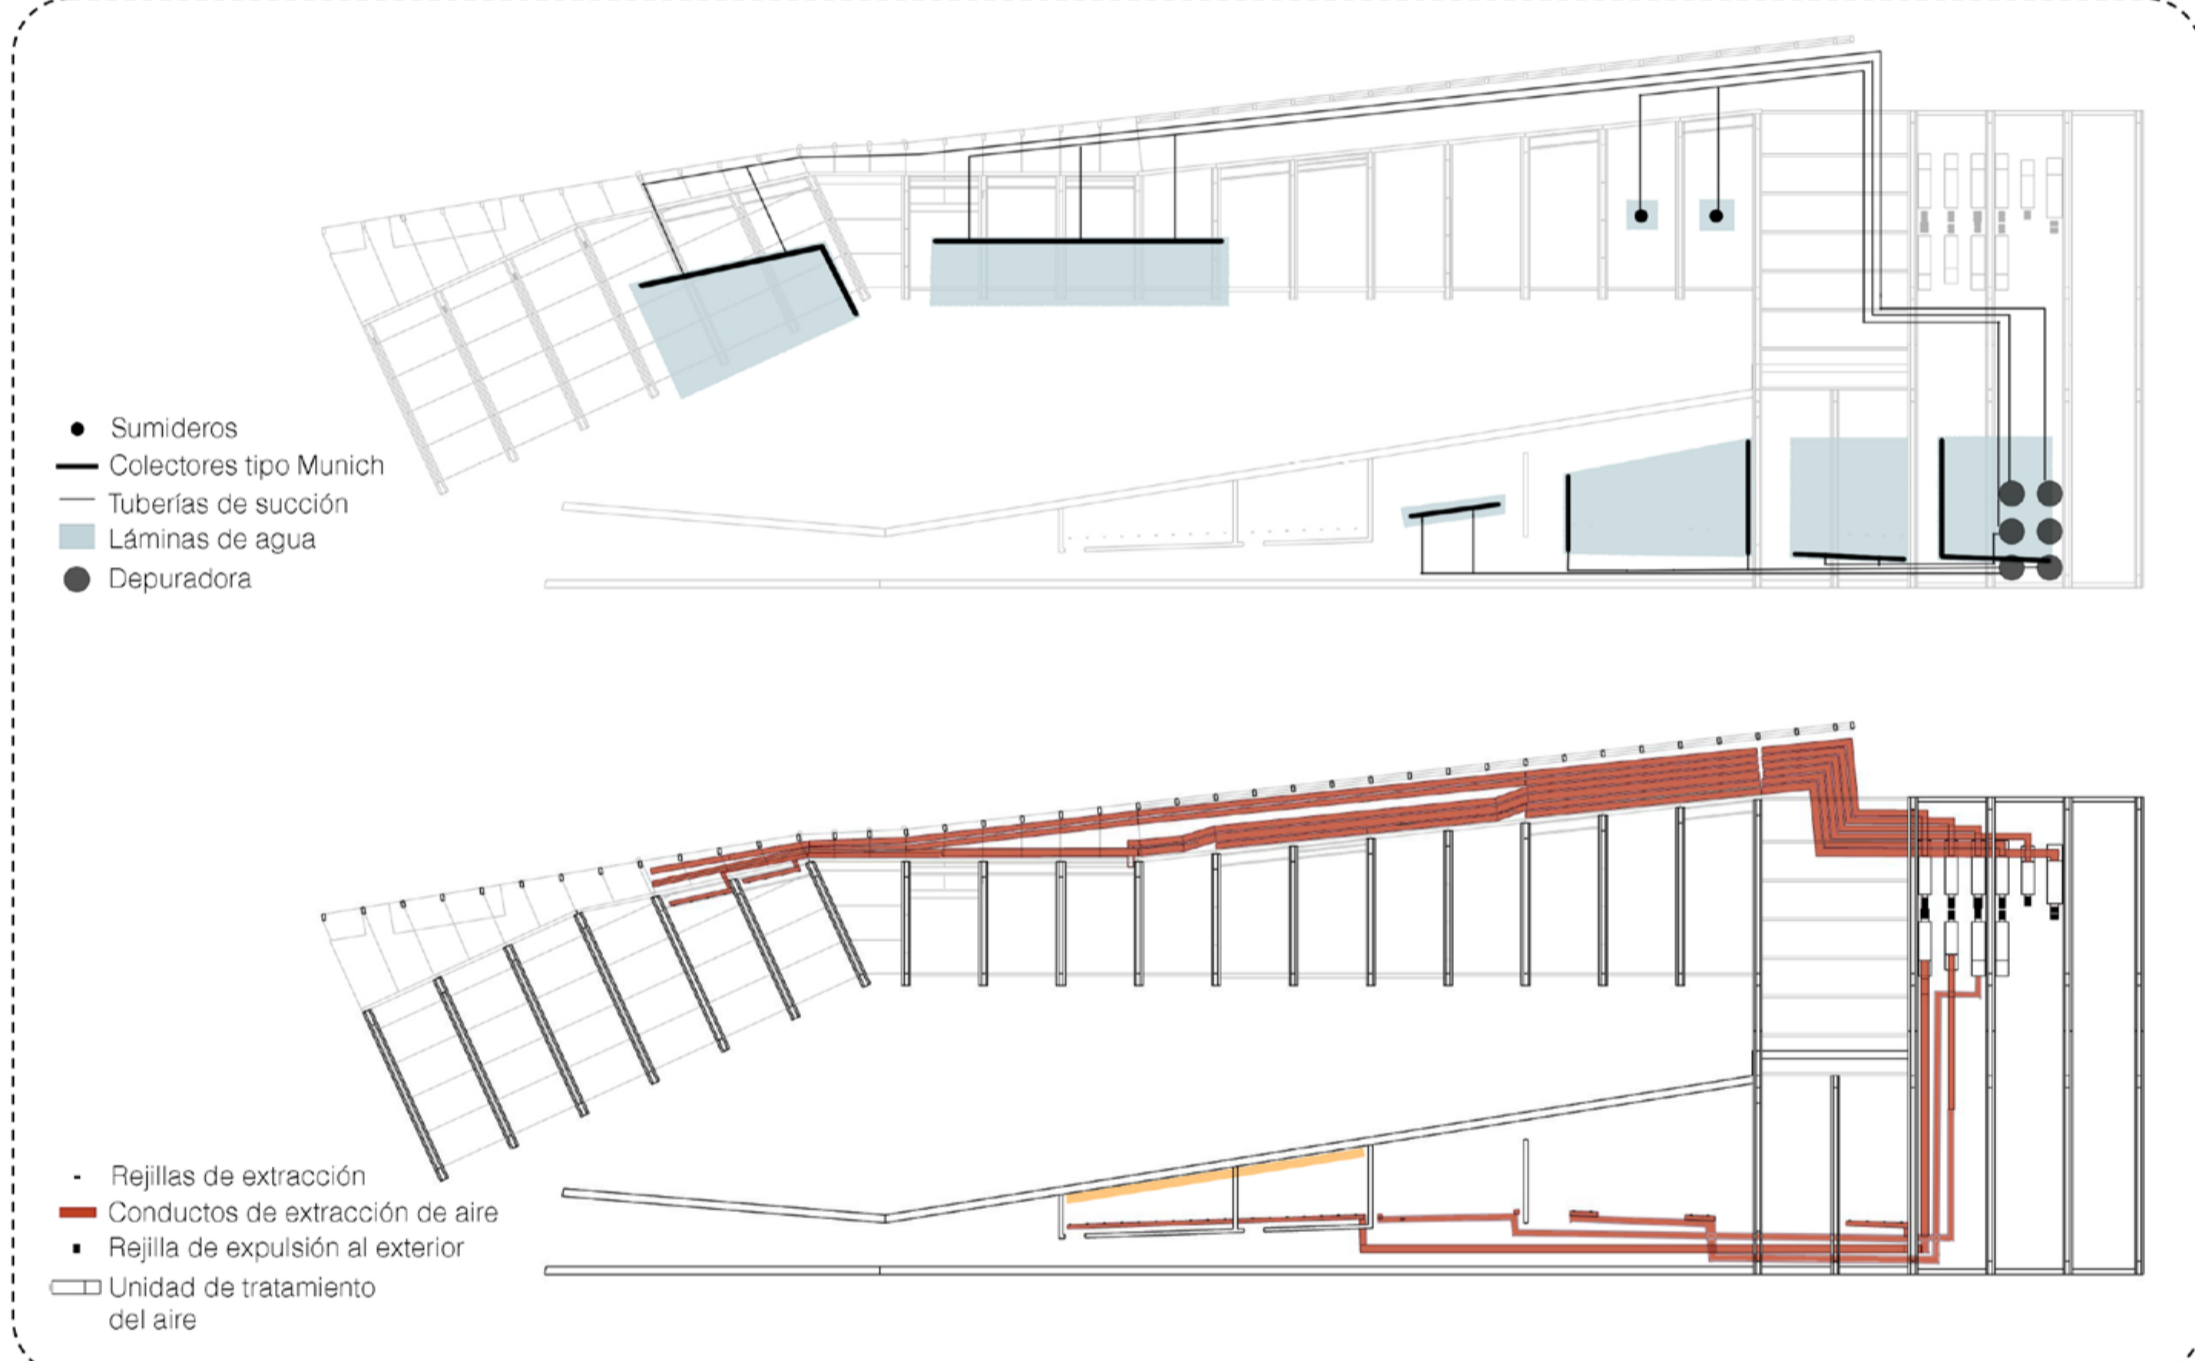 Sumideros
Colectores tipo Munich
Tuberías de succión
Láminas de agua
Depuradora
Rejillas de extracción
Conductos de extracción de aire
Rejilla de expulsión al exterior
Unidad de tratamiento
del aire